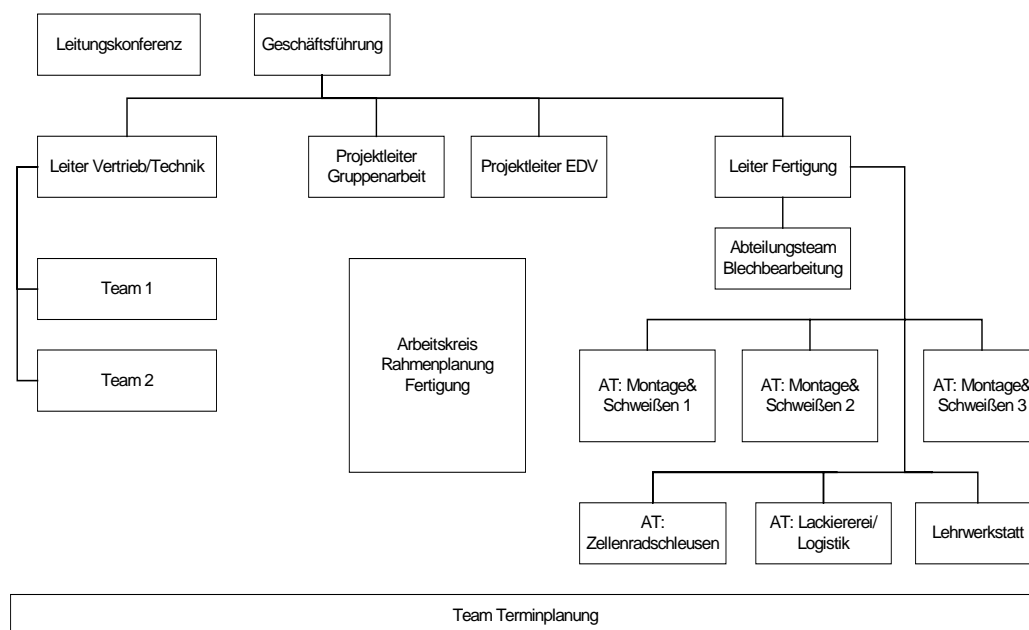 Leitungskonferenz
Geschäftsführung
Leiter Vertrieb/Technik
Projektleiter
Gruppenarbeit
Projektleiter EDV
Leiter Fertigung
Abteilungsteam
Blechbearbeitung
Team 1
Team 2
Arbeitskreis
Rahmenplanung
Fertigung
AT: Montage&
Schweißen 1
AT: Montage&
Schweißen 2
AT: Montage&
Schweißen 3
AT:
Zellenradschleusen
AT: Lackiererei/
Logistik
Lehrwerkstatt
Team Terminplanung